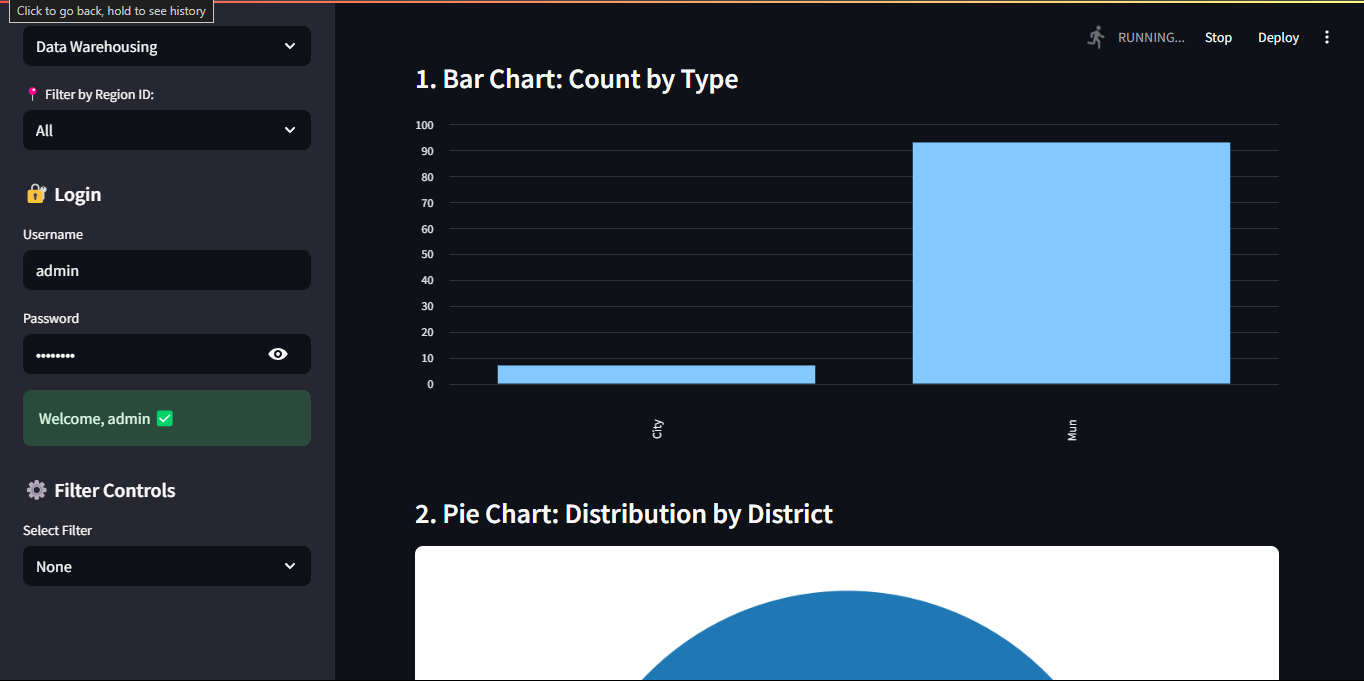 Click to go back, hold to see history
Data Warehousing
Filter by Region ID:
All
Login
Username
admin
Password
••••••••
Welcome, admin
Filter Controls
Select Filter
None
RUNNING...
Stop
Deploy
1. Bar Chart: Count by Type
100
90
80
70
60
50
40
30
20
10
0
City
Mun
2. Pie Chart: Distribution by District